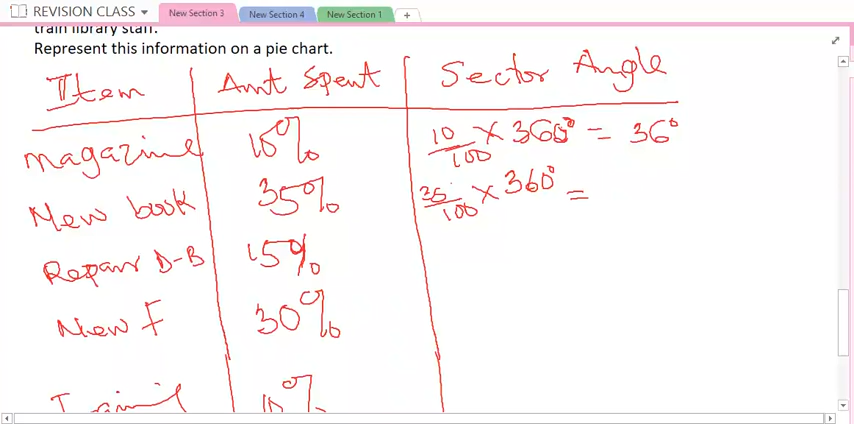 REVISION CLASS
New Section 3
New Section 4
New Section 1
train library staff.
Represent this information on a pie chart.
Item Amt Spent Sector Angle
magazine 10% 10/100 × 360° = 36°
New book 35% 35/100 × 360° =
Repair D-B 15%
New F 30%
10%